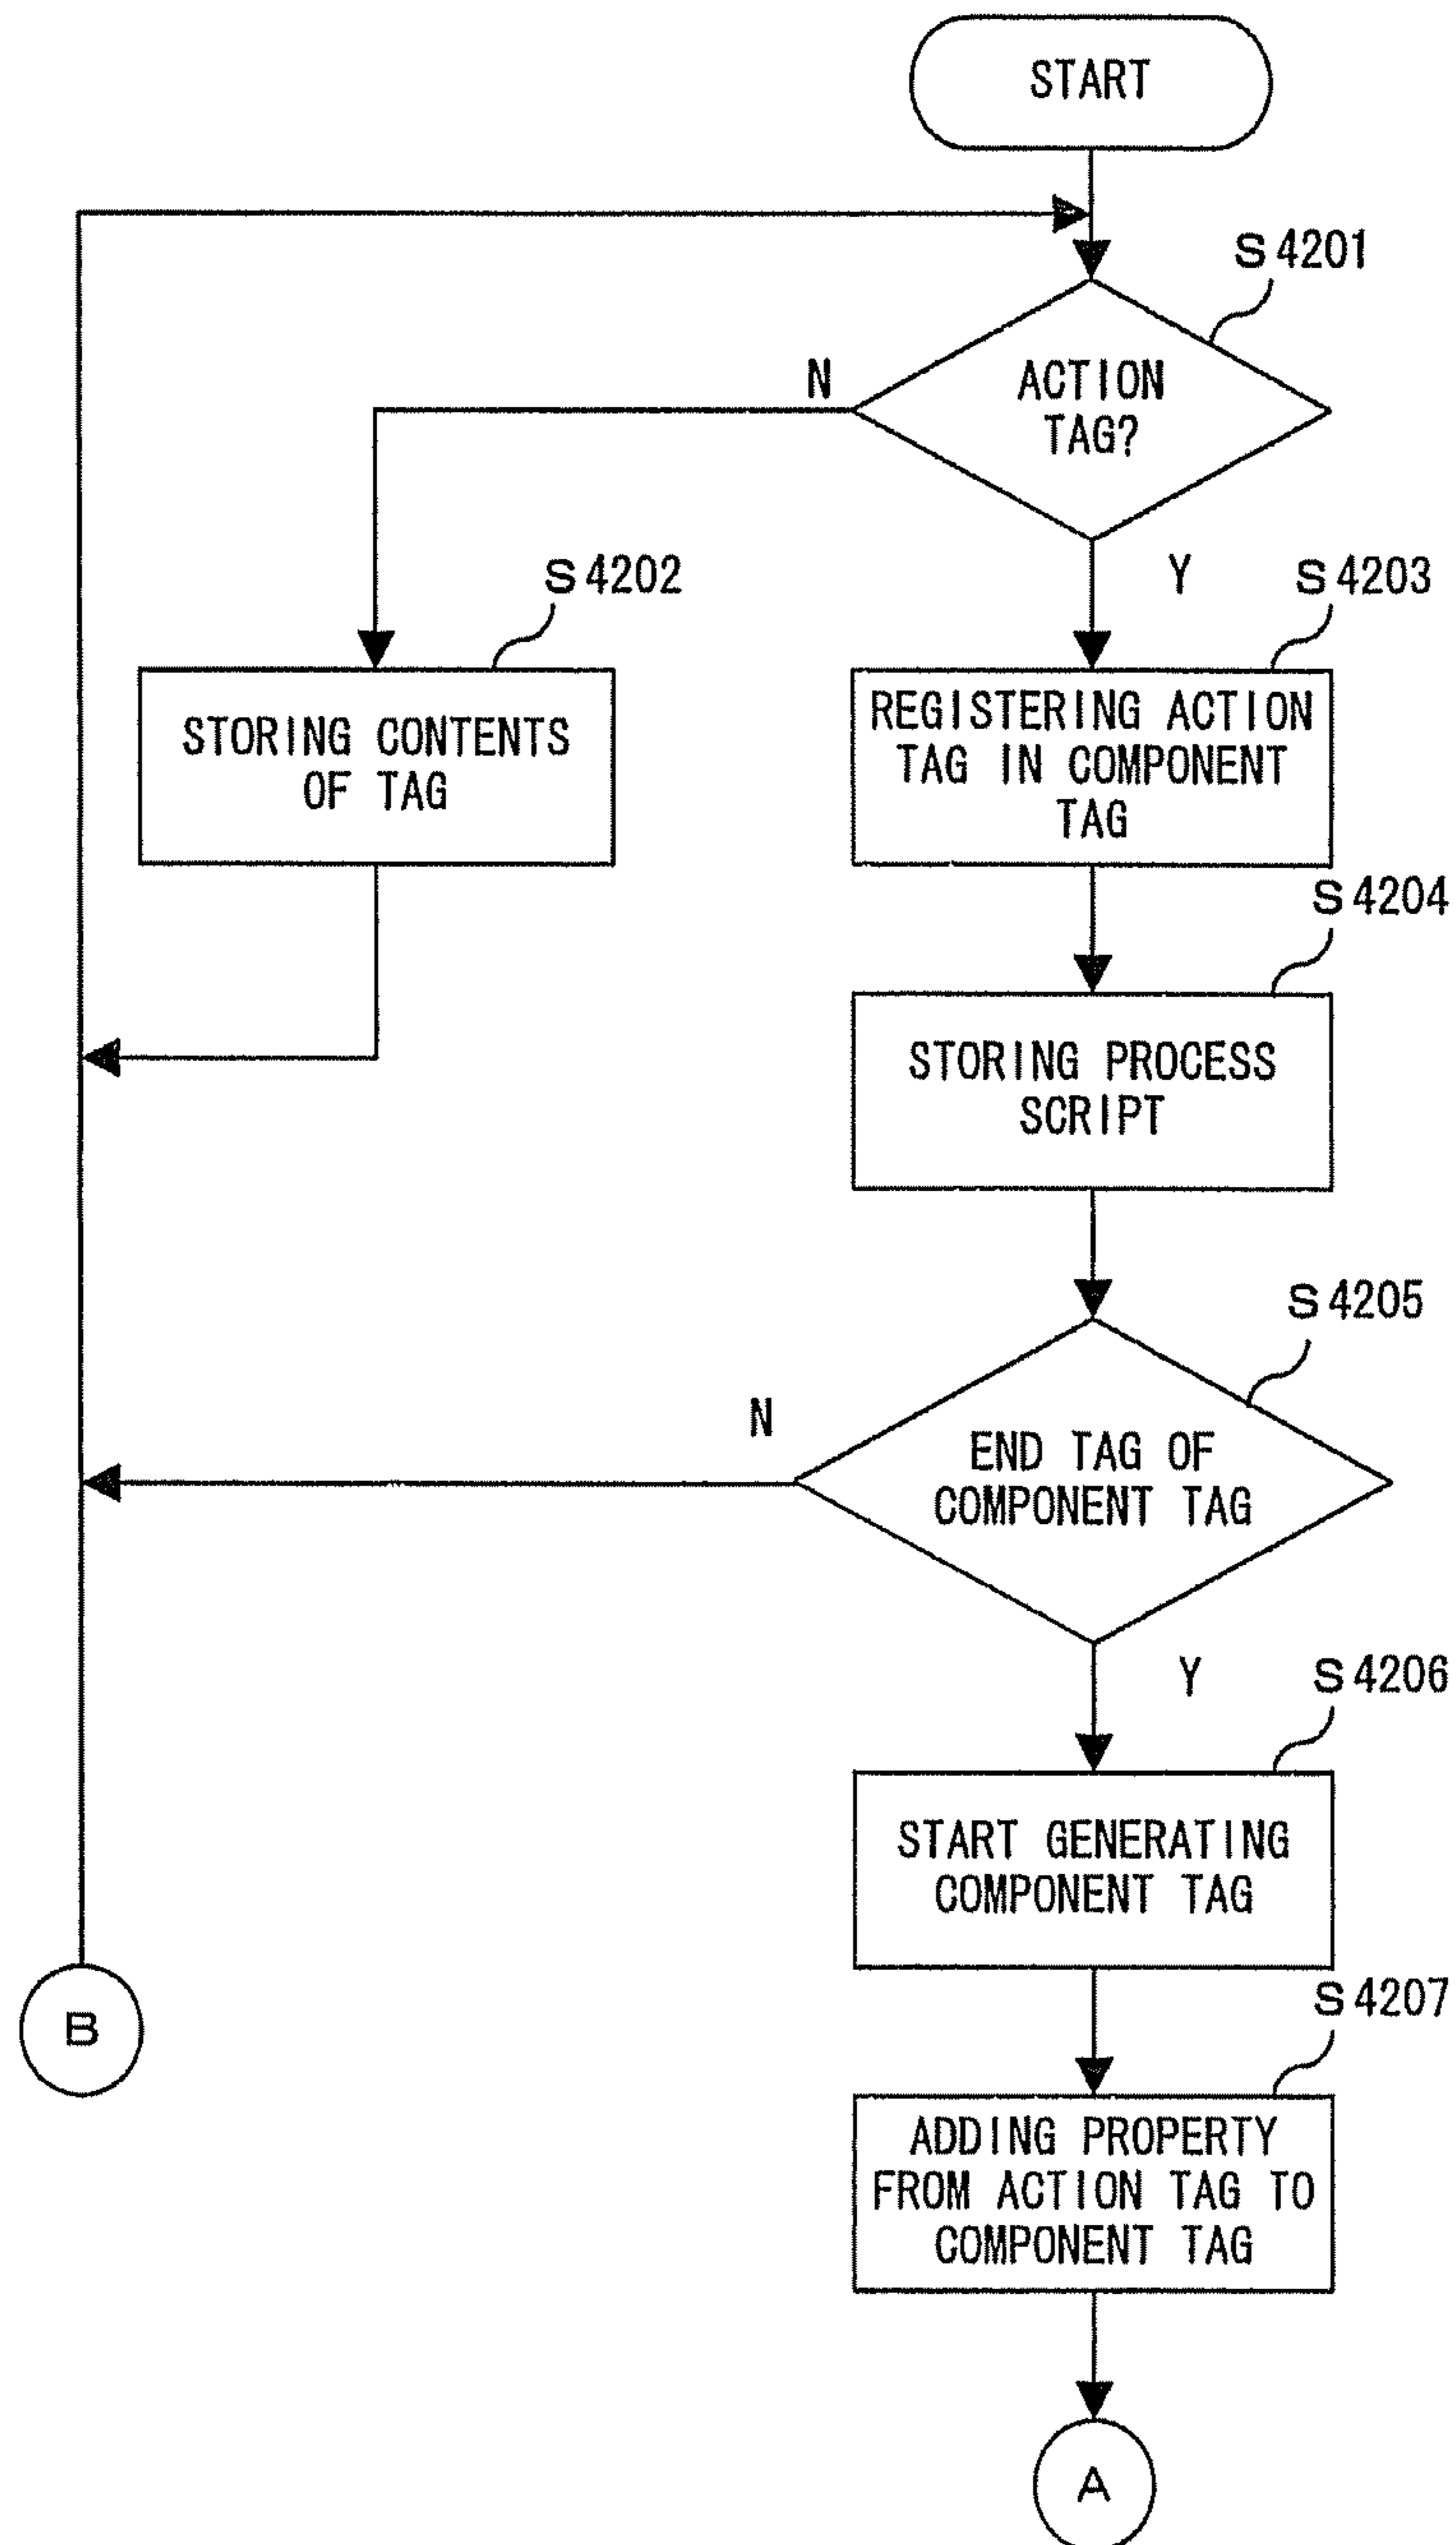 START
S4201
ACTION
TAG?
N
Y
S4202
STORING CONTENTS
OF TAG
S4203
REGISTERING ACTION
TAG IN COMPONENT
TAG
S4204
STORING PROCESS
SCRIPT
S4205
END TAG OF
COMPONENT TAG
N
Y
S4206
START GENERATING
COMPONENT TAG
B
S4207
ADDING PROPERTY
FROM ACTION TAG TO
COMPONENT TAG
A